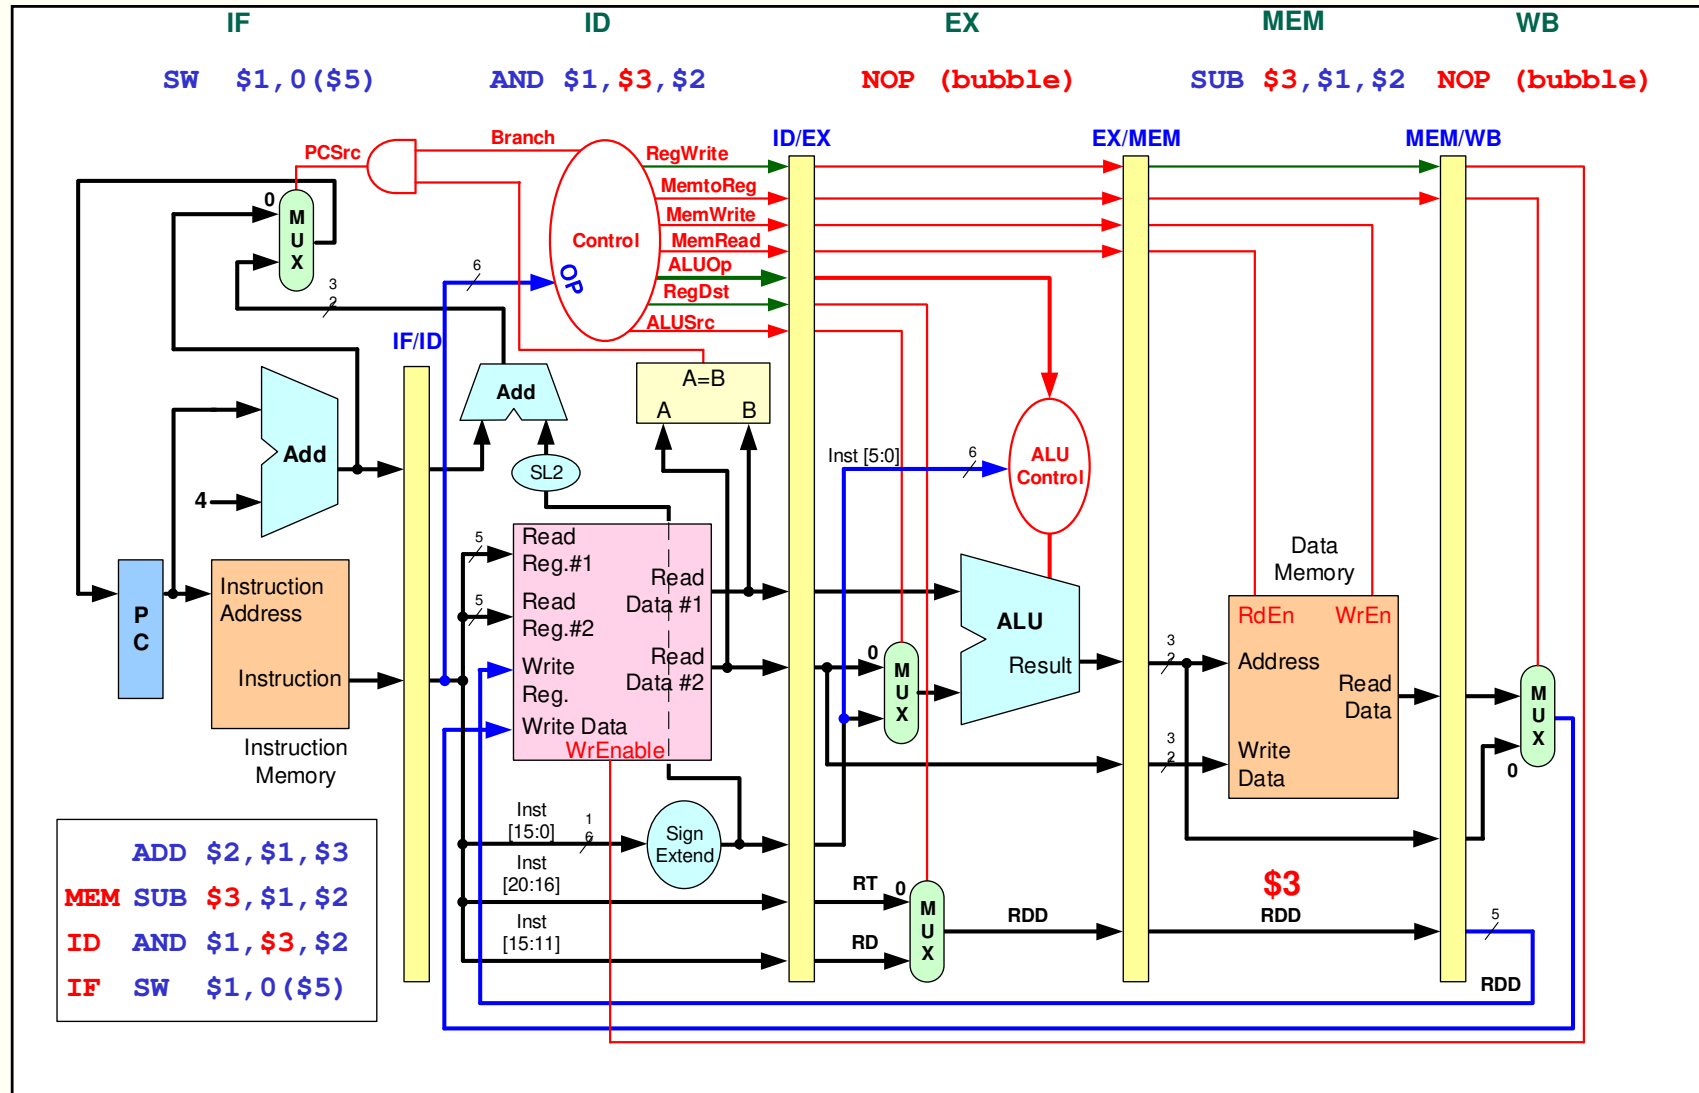 IF ID EX MEM WB
SW $1,0($5) AND $1,$3,$2 NOP (bubble) SUB $3,$1,$2 NOP (bubble)
ID/EX EX/MEM MEM/WB
Branch
PCSrc
RegWrite
MemtoReg
MemWrite
MemRead
ALUOp
RegDst
ALUSrc
Control
OP
0
M
U
X
6
3
2
IF/ID
Add
4
Add
SL2
A=B
A B
Inst [5:0]
6
ALU
Control
P
C
Instruction
Address
Instruction
Instruction
Memory
5
Read
Reg.#1
5
Read
Reg.#2
Write
Reg.
Write Data
WrEnable
Read
Data #1
Read
Data #2
0
M
U
X
ALU
Result
Data
Memory
RdEn WrEn
3
2
Address
Read
Data
3
2
Write
Data
M
U
X
0
Inst
[15:0]
1
6
Sign
Extend
Inst
[20:16]
Inst
[15:11]
RT
0
RD
M
U
X
RDD
$3
RDD
5
RDD
ADD $2,$1,$3
MEM SUB $3,$1,$2
ID AND $1,$3,$2
IF SW $1,0($5)